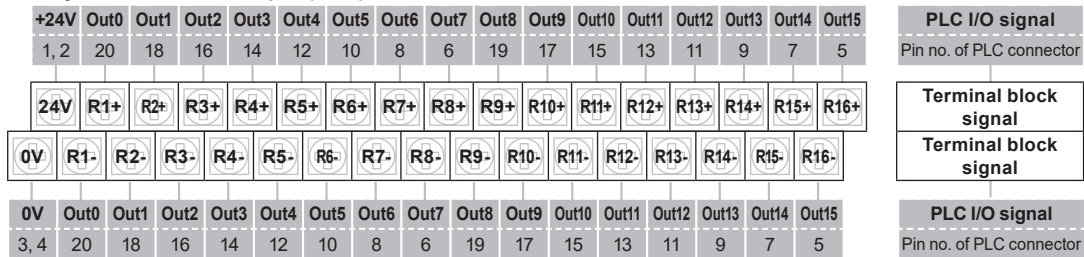 +24V Out0 Out1 Out2 Out3 Out4 Out5 Out6 Out7 Out8 Out9 Out10 Out11 Out12 Out13 Out14 Out15 PLC I/O signal
1, 2 20 18 16 14 12 10 8 6 19 17 15 13 11 9 7 5 Pin no. of PLC connector
24V R1+ R2+ R3+ R4+ R5+ R6+ R7+ R8+ R9+ R10+ R11+ R12+ R13+ R14+ R15+ R16+ Terminal block
signal
0V R1- R2- R3- R4- R5- R6- R7- R8- R9- R10- R11- R12- R13- R14- R15- R16- Terminal block
signal
0V Out0 Out1 Out2 Out3 Out4 Out5 Out6 Out7 Out8 Out9 Out10 Out11 Out12 Out13 Out14 Out15 PLC I/O signal
3, 4 20 18 16 14 12 10 8 6 19 17 15 13 11 9 7 5 Pin no. of PLC connector